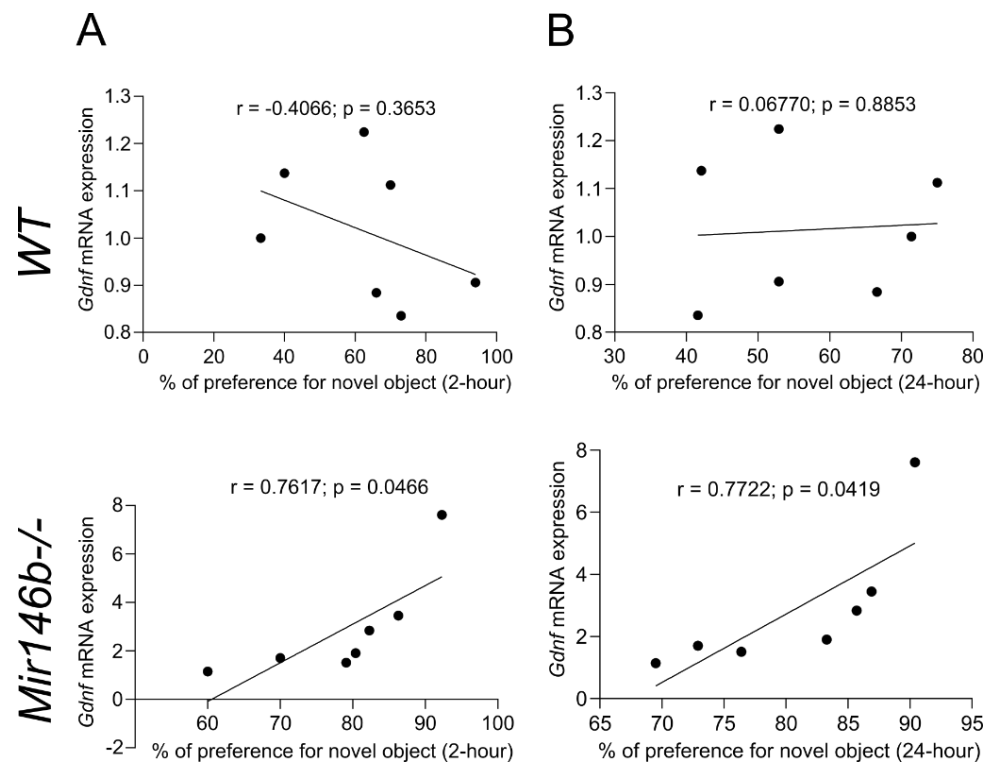 A
B
WT
r = -0.4066; p = 0.3653
Gdnf mRNA expression
1.3
1.2
1.1
1.0
0.9
0.8
0 20 40 60 80 100
% of preference for novel object (2-hour)
r = 0.06770; p = 0.8853
Gdnf mRNA expression
1.3
1.2
1.1
1.0
0.9
0.8
30 40 50 60 70 80
% of preference for novel object (24-hour)
Mir146b-/-
r = 0.7617; p = 0.0466
Gdnf mRNA expression
8
6
4
2
0
-2
60 70 80 90 100
% of preference for novel object (2-hour)
r = 0.7722; p = 0.0419
Gdnf mRNA expression
8
6
4
2
0
65 70 75 80 85 90 95
% of preference for novel object (24-hour)